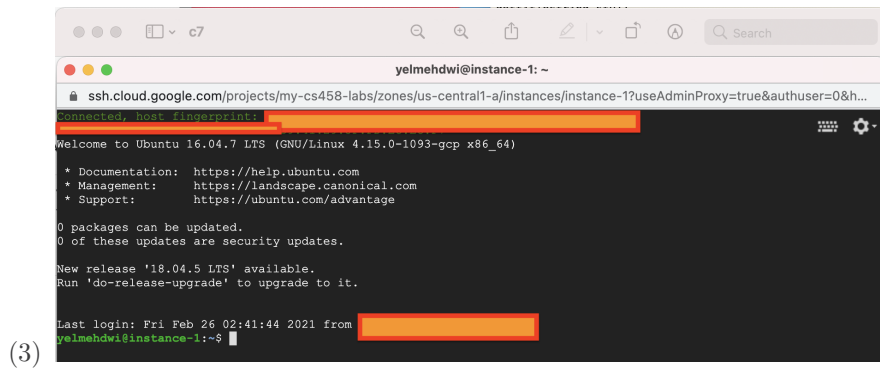 c7
Search
yelmehdwi@instance-1: ~
ssh.cloud.google.com/projects/my-cs458-labs/zones/us-central1-a/instances/instance-1?useAdminProxy=true&authuser=0&h...
Connected, host fingerprint:
Welcome to Ubuntu 16.04.7 LTS (GNU/Linux 4.15.0-1093-gcp x86_64)
* Documentation: https://help.ubuntu.com
* Management: https://landscape.canonical.com
* Support: https://ubuntu.com/advantage
0 packages can be updated.
0 of these updates are security updates.
New release '18.04.5 LTS' available.
Run 'do-release-upgrade' to upgrade to it.
Last login: Fri Feb 26 02:41:44 2021 from
yelmehdwi@instance-1:~$
(3)